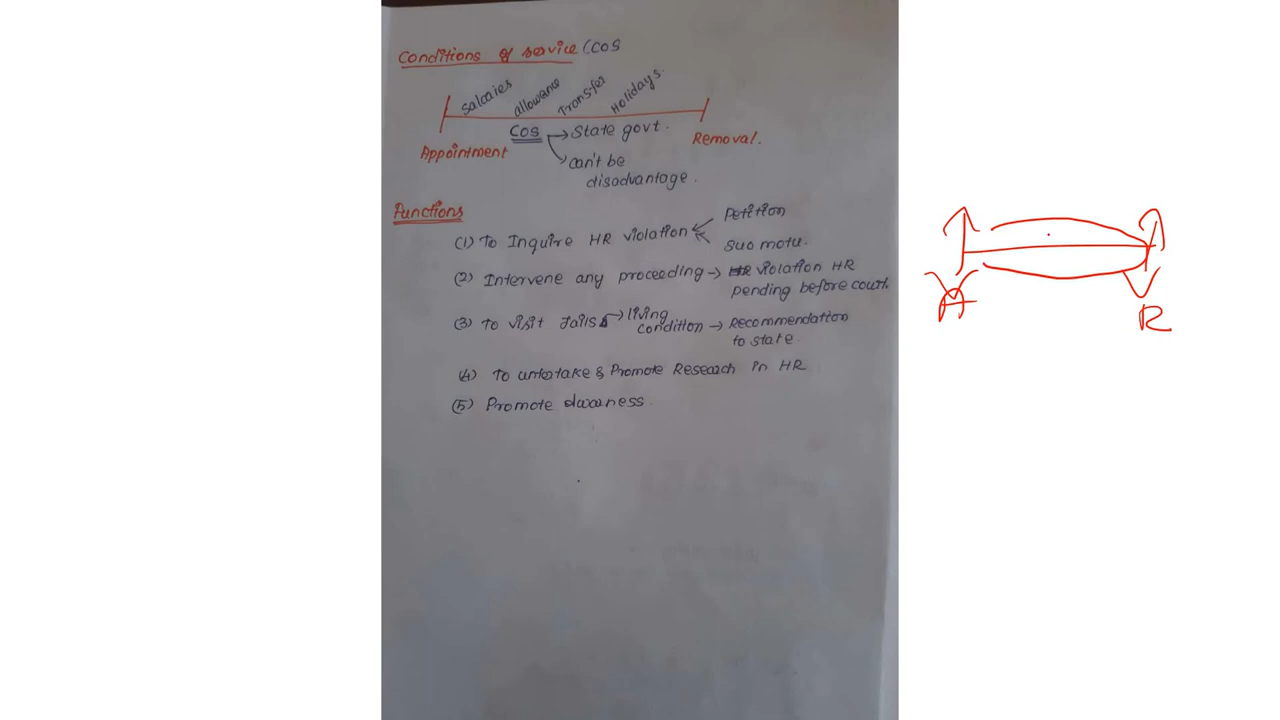 Conditions of service (COS
Salaries allowance Transfer Holidays.
COS → State govt.
Appointment
Removal.
can't be
disadvantage.
Functions
(1) To Inquire HR violation
Petition
Suo motu.
(2) Intervene any proceeding → HR violation HR
pending before court.
(3) To visit Jails → living
condition → Recommendation
to state
(4) To undertake & Promote Research in HR
(5) Promote
A
R